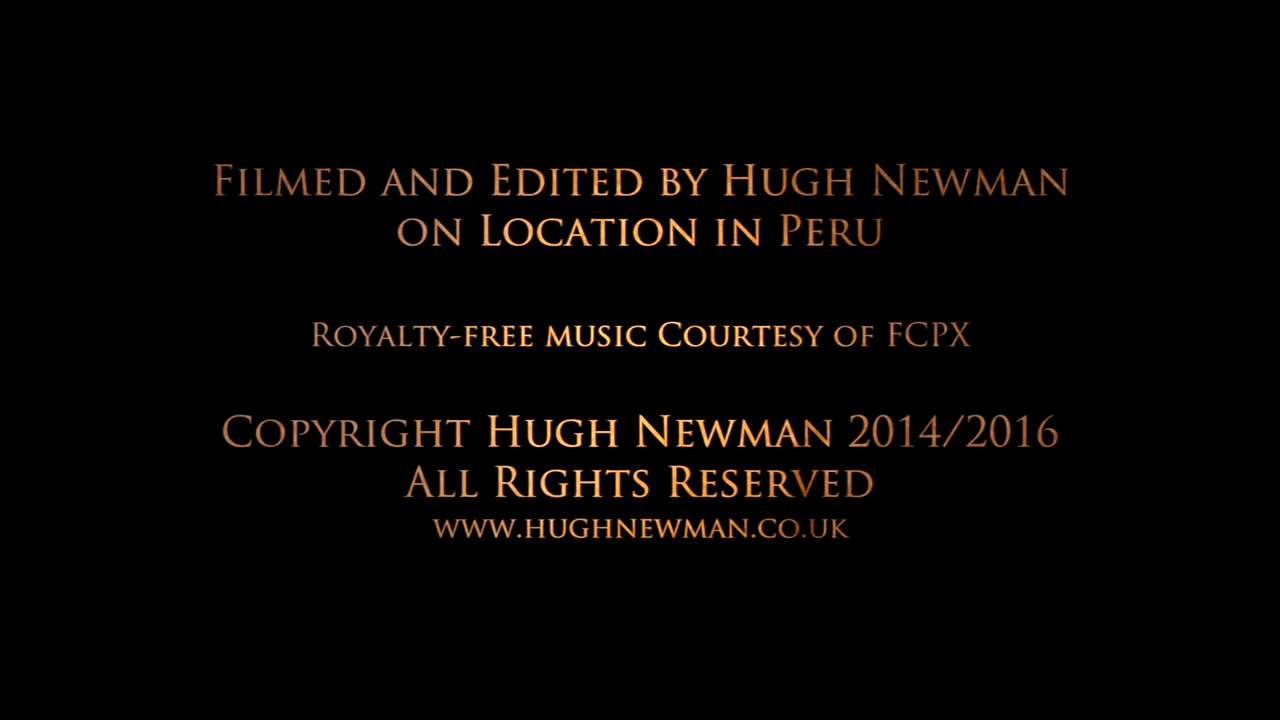 Filmed and Edited by Hugh Newman
on Location in Peru
Royalty-free music Courtesy of FCPX
Copyright Hugh Newman 2014/2016
All Rights Reserved
www.hughnewman.co.uk